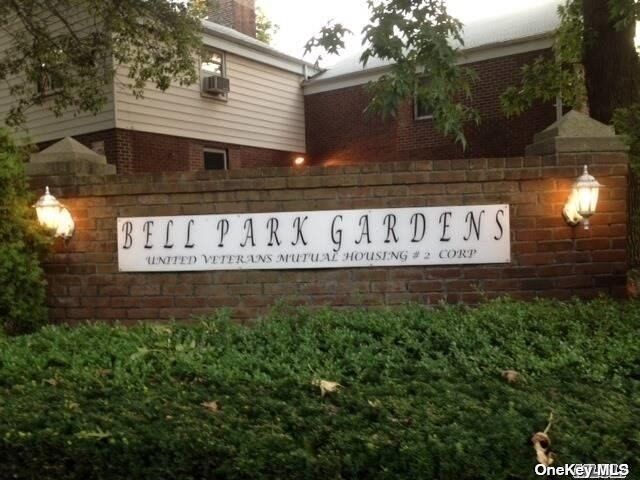 BELL PARK GARDENS
UNITED VETERANS MUTUAL HOUSING # 2 CORP
OneKey MLS